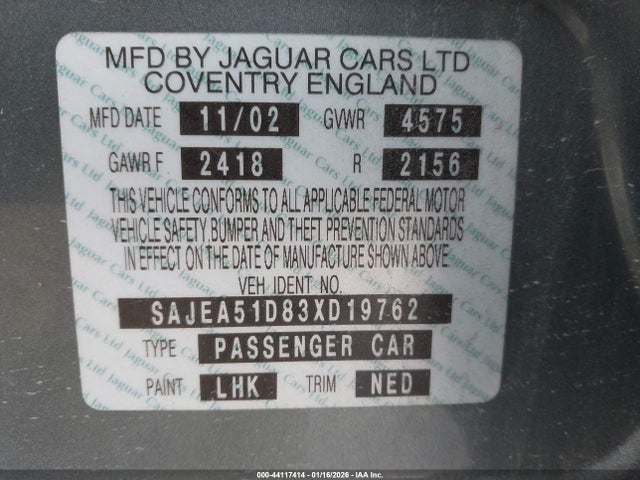 MFD BY JAGUAR CARS LTD
COVENTRY ENGLAND
MFD DATE 11/02 GVWR 4575
GAWR F 2418 R 2156
THIS VEHICLE CONFORMS TO ALL APPLICABLE FEDERAL MOTOR
VEHICLE SAFETY, BUMPER AND THEFT PREVENTION STANDARDS
IN EFFECT ON THE DATE OF MANUFACTURE SHOWN ABOVE.
VEH IDENT NO.
SAJEA51D83XD19762
TYPE PASSENGER CAR
PAINT LHK TRIM NED
000-44117414 - 01/16/2026 - IAA Inc.